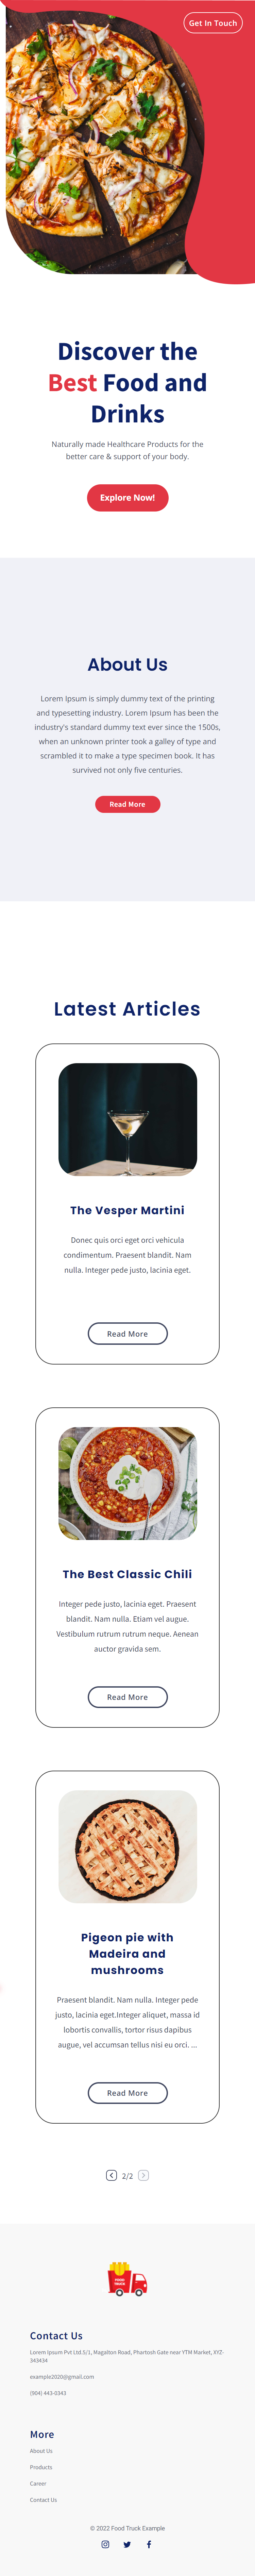 Get In Touch
Discover the
Best Food and
Drinks
Naturally made Healthcare Products for the
better care & support of your body.
Explore Now!
About Us
Lorem Ipsum is simply dummy text of the printing
and typesetting industry. Lorem Ipsum has been the
industry's standard dummy text ever since the 1500s,
when an unknown printer took a galley of type and
scrambled it to make a type specimen book. It has
survived not only five centuries.
Read More
Latest Articles
The Vesper Martini
Donec quis orci eget orci vehicula
condimentum. Praesent blandit. Nam
nulla. Integer pede justo, lacinia eget.
Read More
The Best Classic Chili
Integer pede justo, lacinia eget. Praesent
blandit. Nam nulla. Etiam vel augue.
Vestibulum rutrum rutrum neque. Aenean
auctor gravida sem.
Read More
Pigeon pie with
Madeira and
mushrooms
Praesent blandit. Nam nulla. Integer pede
justo, lacinia eget.Integer aliquet, massa id
lobortis convallis, tortor risus dapibus
augue, vel accumsan tellus nisi eu orci. ...
Read More
2/2
FOOD
TRUCK
Contact Us
Lorem Ipsum Pvt Ltd.5/1, Magalton Road, Phartosh Gate near YTM Market, XYZ-
343434
example2020@gmail.com
(904) 443-0343
More
About Us
Products
Career
Contact Us
© 2022 Food Truck Example